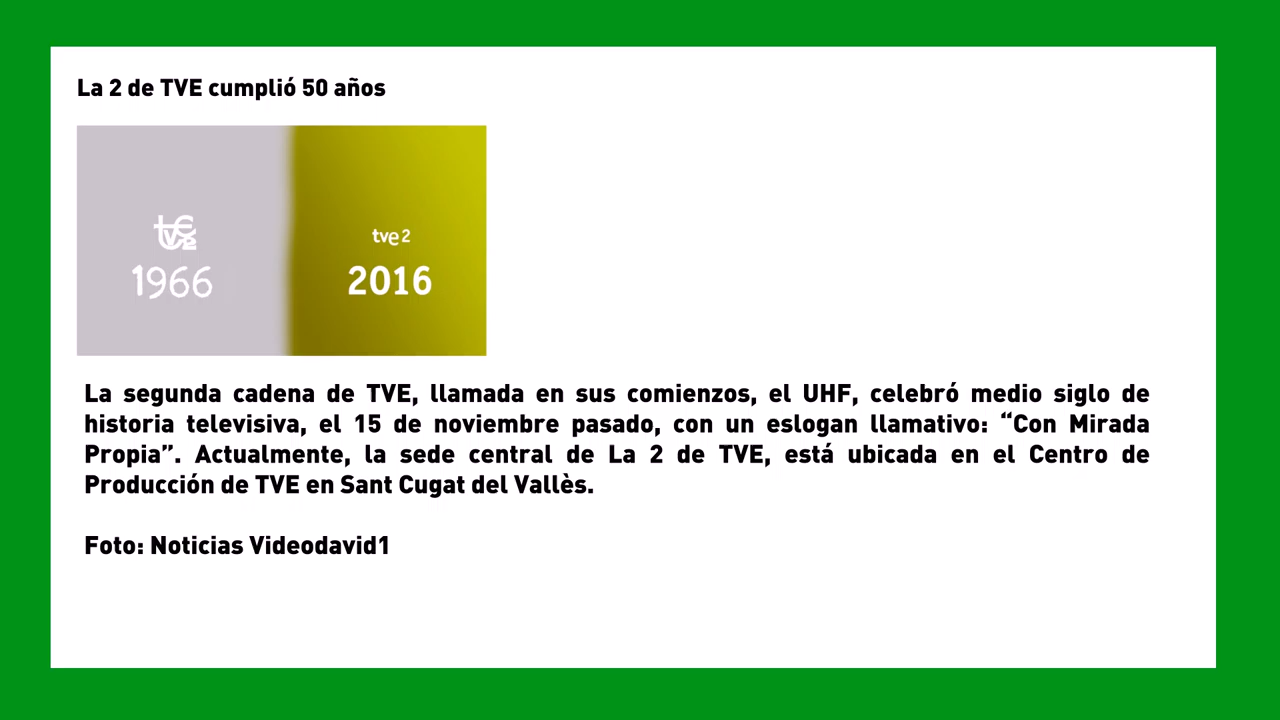 La 2 de TVE cumplió 50 años
tve2
1966
tve2
2016
La segunda cadena de TVE, llamada en sus comienzos, el UHF, celebró medio siglo de
historia televisiva, el 15 de noviembre pasado, con un eslogan llamativo: “Con Mirada
Propia”. Actualmente, la sede central de La 2 de TVE, está ubicada en el Centro de
Producción de TVE en Sant Cugat del Vallès.
Foto: Noticias Videodavid1